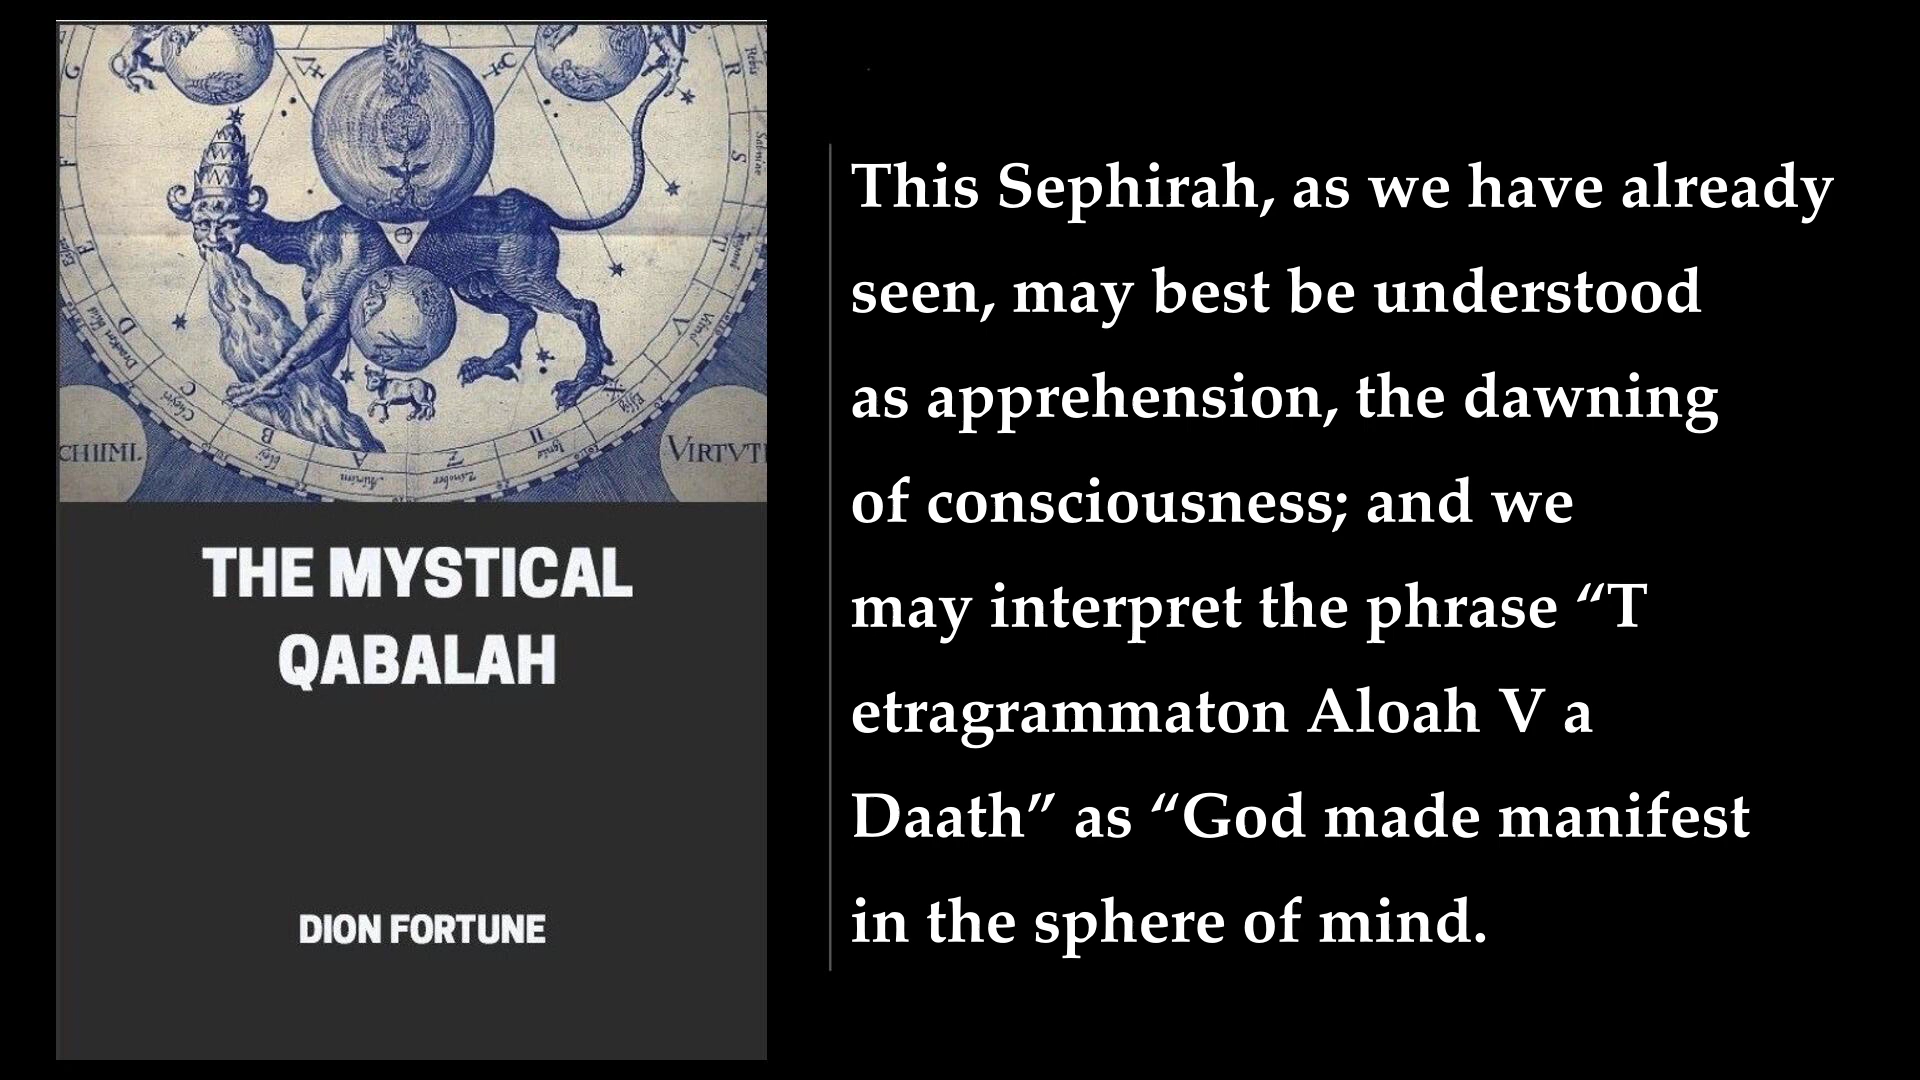 CHIIMI.
VIRTVTI
THE MYSTICAL
QABALAH
DION FORTUNE
This Sephirah, as we have already
seen, may best be understood
as apprehension, the dawning
of consciousness; and we
may interpret the phrase “T
etragrammaton Aloah V a
Daath” as “God made manifest
in the sphere of mind.